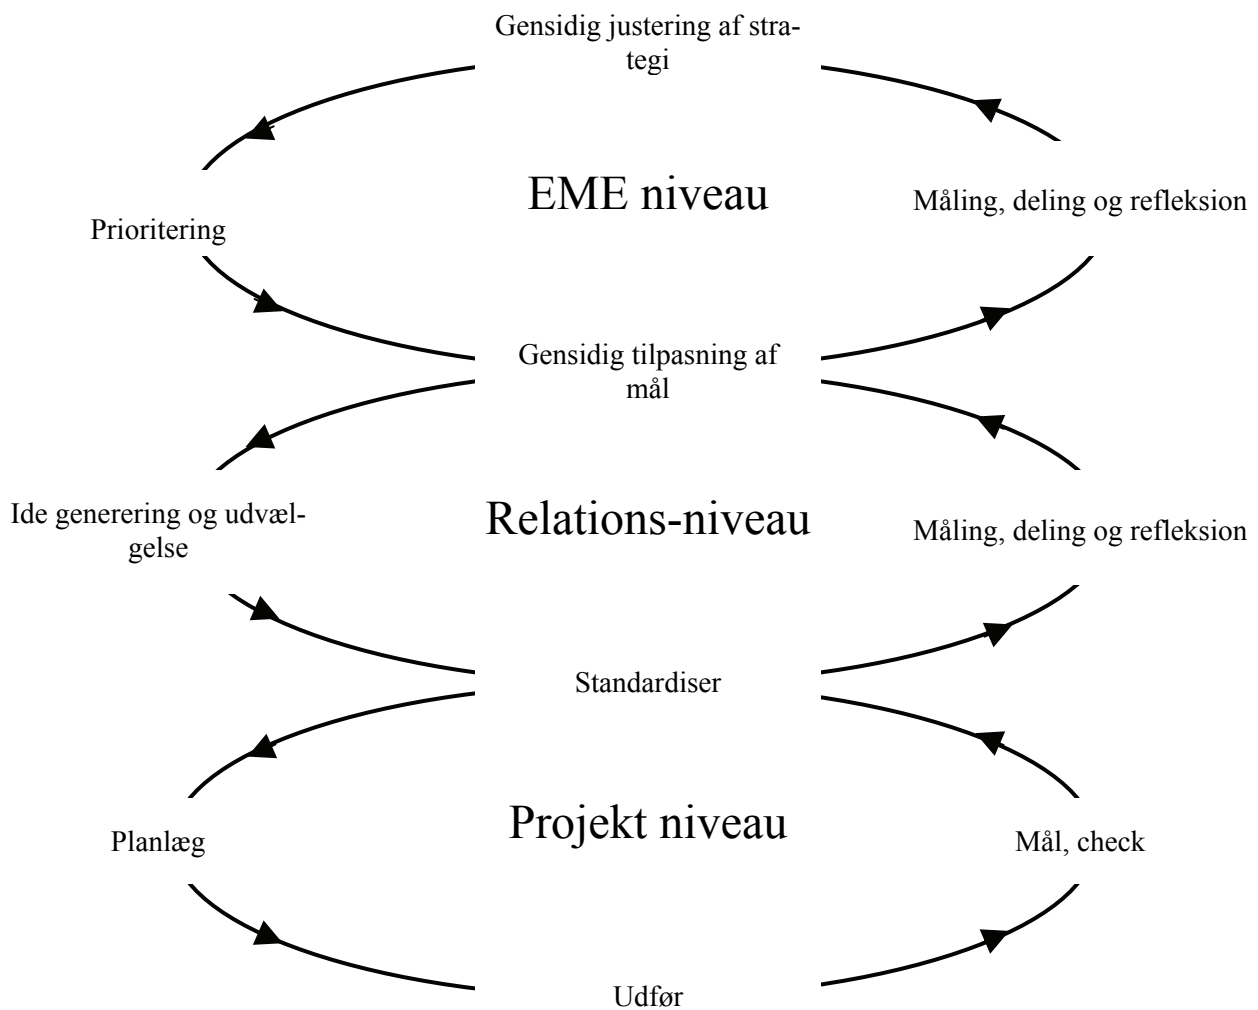 Gensidig justering af stra-
tegi
EME niveau
Måling, deling og refleksion
Prioritering
Gensidig tilpasning af
mål
Ide generering og udvæl-
gelse
Relations-niveau
Måling, deling og refleksion
Standardiser
Projekt niveau
Planlæg
Mål, check
Udfør